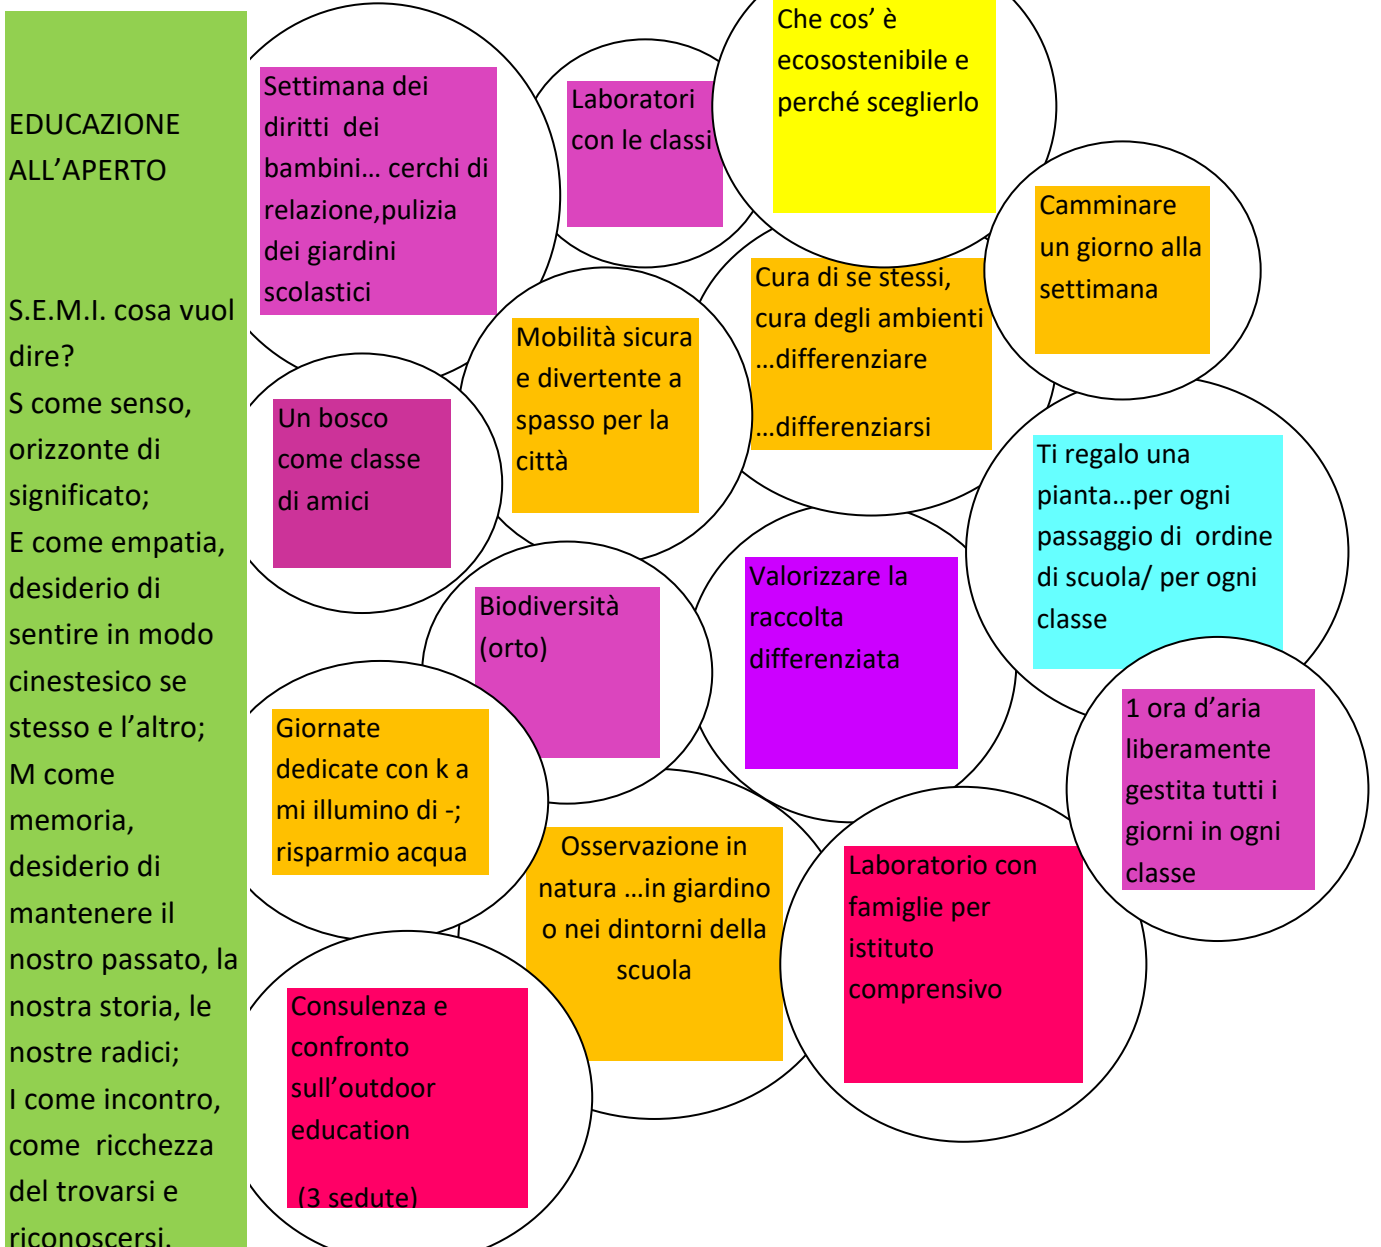 EDUCAZIONE
ALL’APERTO
S.E.M.I. cosa vuol
dire?
S come senso,
orizzonte di
significato;
E come empatia,
desiderio di
sentire in modo
cinestesico se
stesso e l’altro;
M come
memoria,
desiderio di
mantenere il
nostro passato, la
nostra storia, le
nostre radici;
I come incontro,
come ricchezza
del trovarsi e
riconoscersi.
Settimana dei
diritti dei
bambini… cerchi di
relazione,pulizia
dei giardini
scolastici
Laboratori
con le classi
Che cos’ è
ecosostenibile e
perché sceglierlo
Camminare
un giorno alla
settimana
Mobilità sicura
e divertente a
spasso per la
città
Cura di se stessi,
cura degli ambienti
…differenziare
…differenziarsi
Un bosco
come classe
di amici
Ti regalo una
pianta…per ogni
passaggio di ordine
di scuola/ per ogni
classe
Biodiversità
(orto)
Valorizzare la
raccolta
differenziata
Giornate
dedicate con k a
mi illumino di -;
risparmio acqua
1 ora d’aria
liberamente
gestita tutti i
giorni in ogni
classe
Osservazione in
natura …in giardino
o nei dintorni della
scuola
Laboratorio con
famiglie per
istituto
comprensivo
Consulenza e
confronto
sull’outdoor
education
(3 sedute)